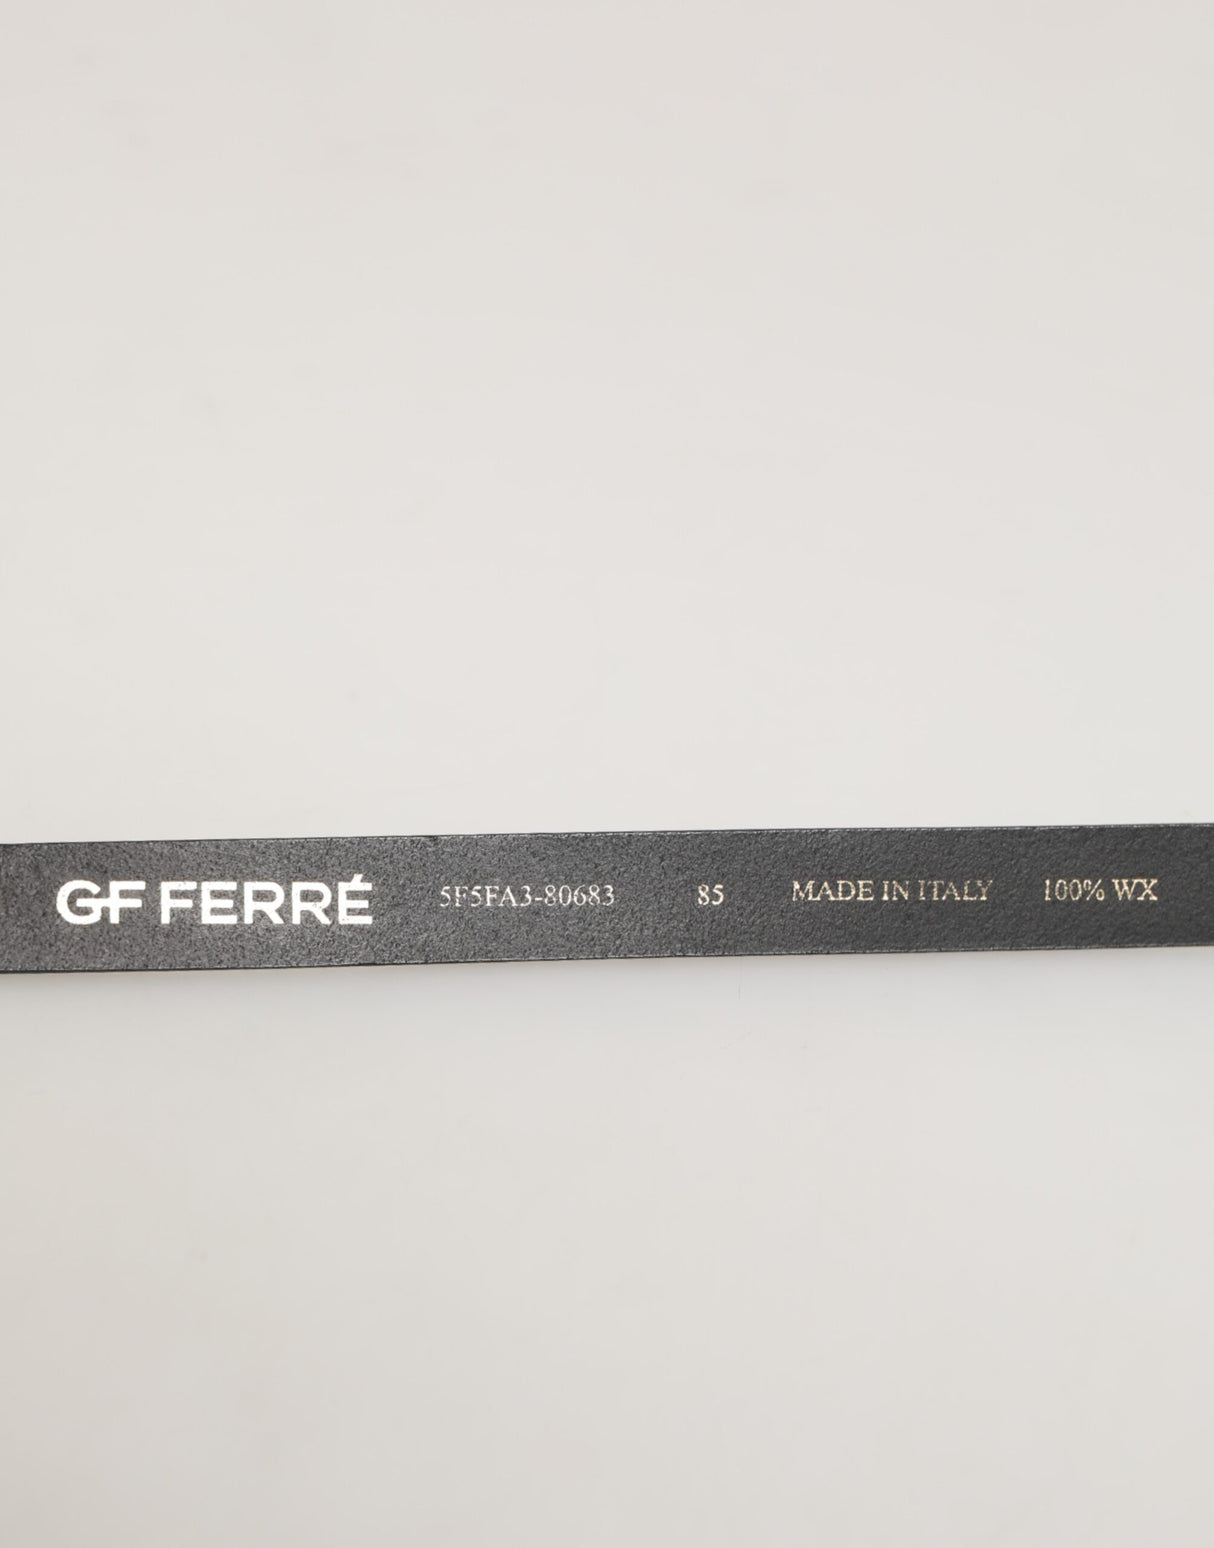 GF FERRÉ 5F5FA3-80683 85 MADE IN ITALY 100% WX